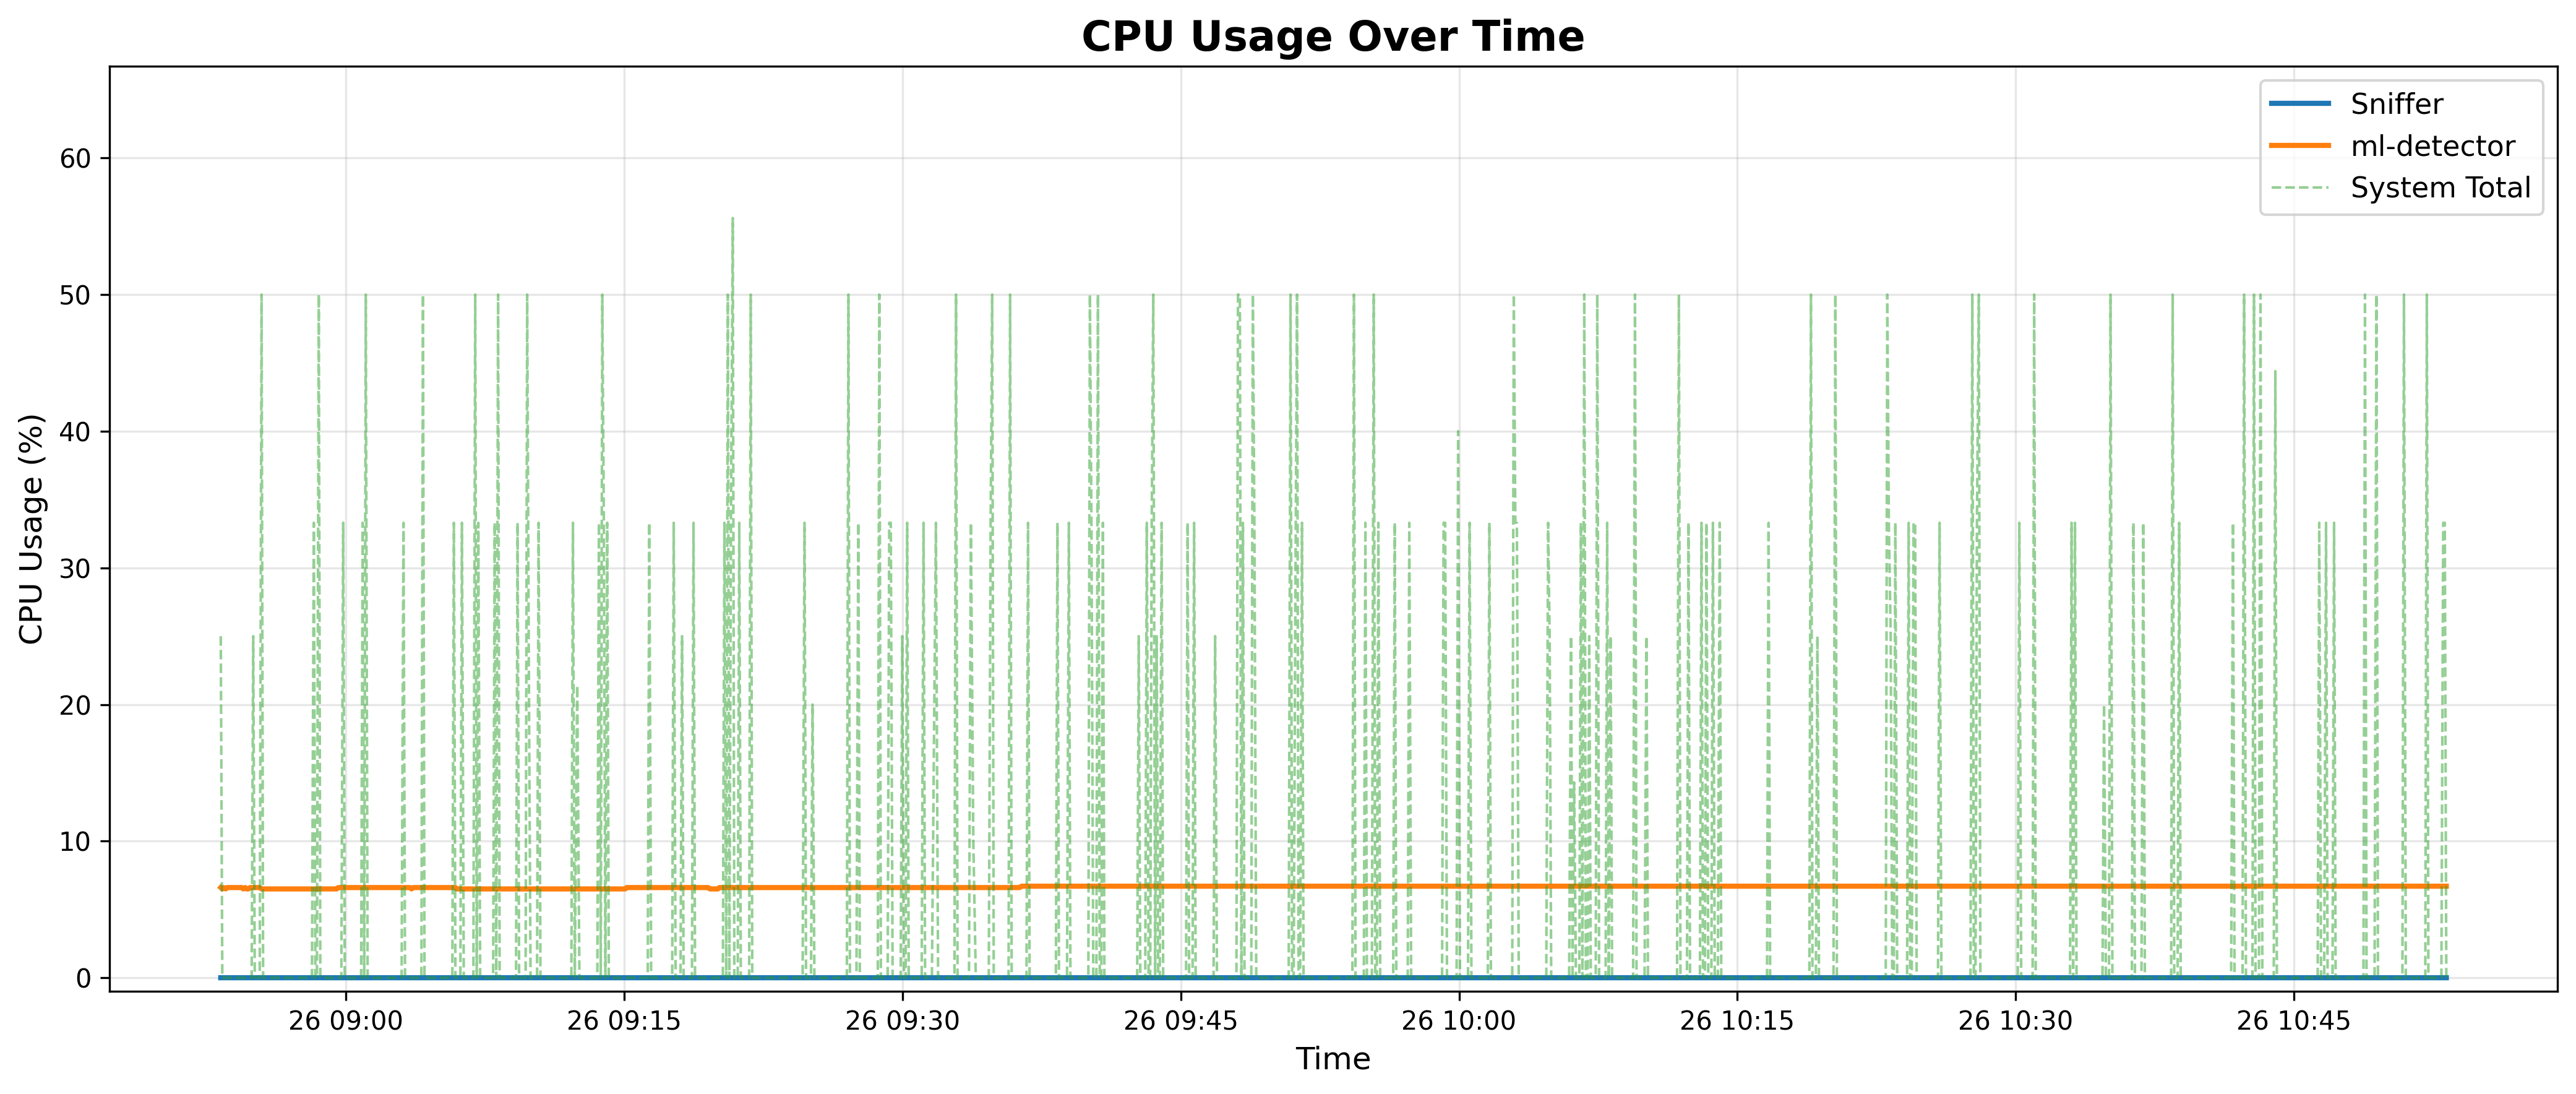 CPU Usage Over Time
Sniffer
ml-detector
System Total
CPU Usage (%)
60
50
40
30
20
10
0
26 09:00
26 09:15
26 09:30
26 09:45
26 10:00
26 10:15
26 10:30
26 10:45
Time